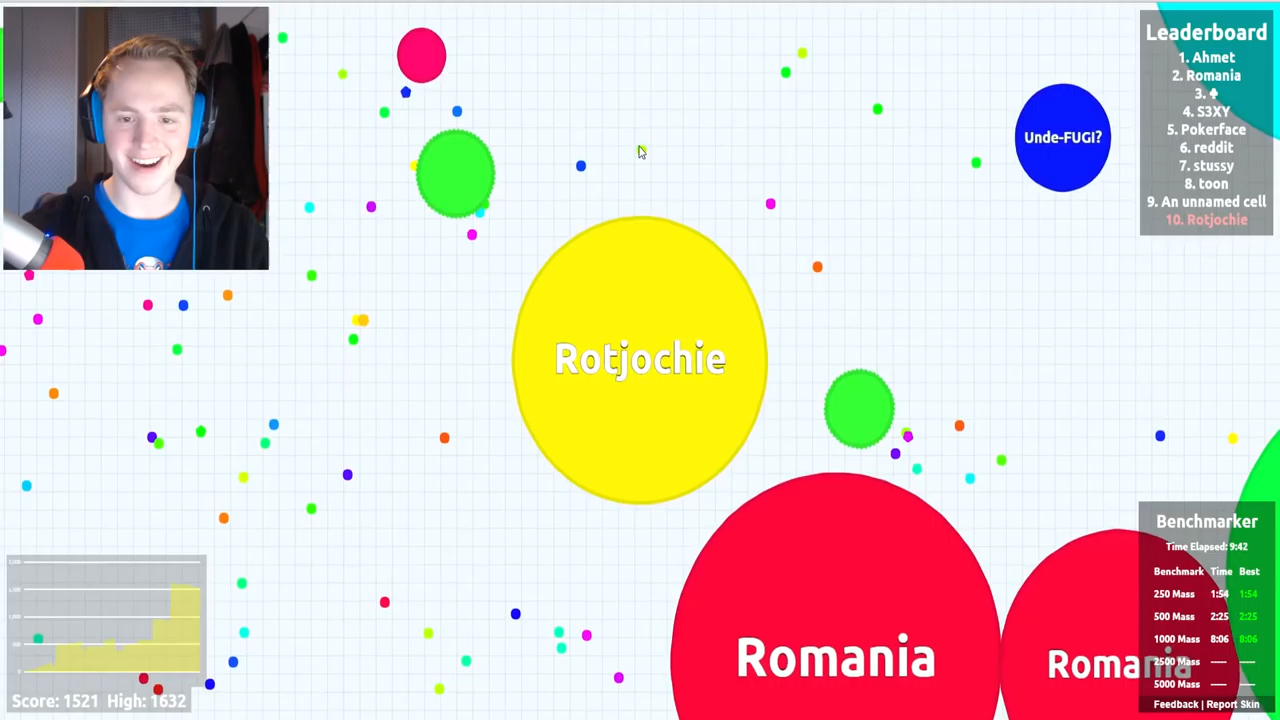 Leaderboard
1. Ahmet
2. Romania
3. ♣
4. S3XY
5. Pokerface
6. reddit
7. stussy
8. toon
9. An unnamed cell
10. Rotjochie
Unde-FUGI?
Rotjochie
Romania
Romania
Benchmarker
Time Elapsed: 9:42
Benchmark Time Best
250 Mass 1:54 1:54
500 Mass 2:25 2:25
1000 Mass 8:06 8:06
2500 Mass —— ——
5000 Mass —— ——
Feedback | Report Skin
Score: 1521 High: 1632